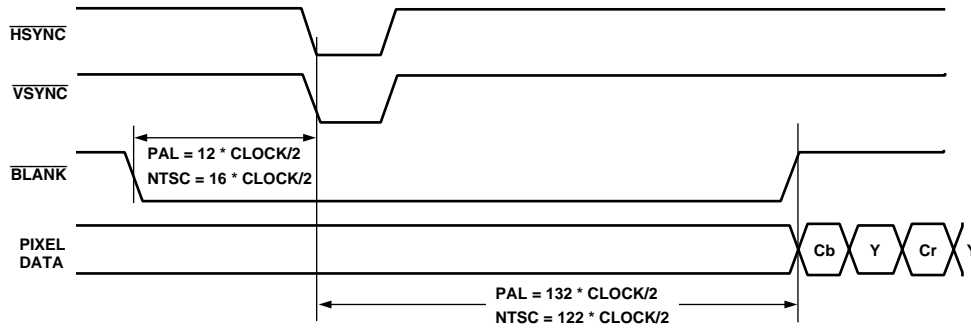 HSYNC
VSYNC
PAL = 12 * CLOCK/2
NTSC = 16 * CLOCK/2
BLANK
PIXEL
DATA
Cb Y Cr Y
PAL = 132 * CLOCK/2
NTSC = 122 * CLOCK/2